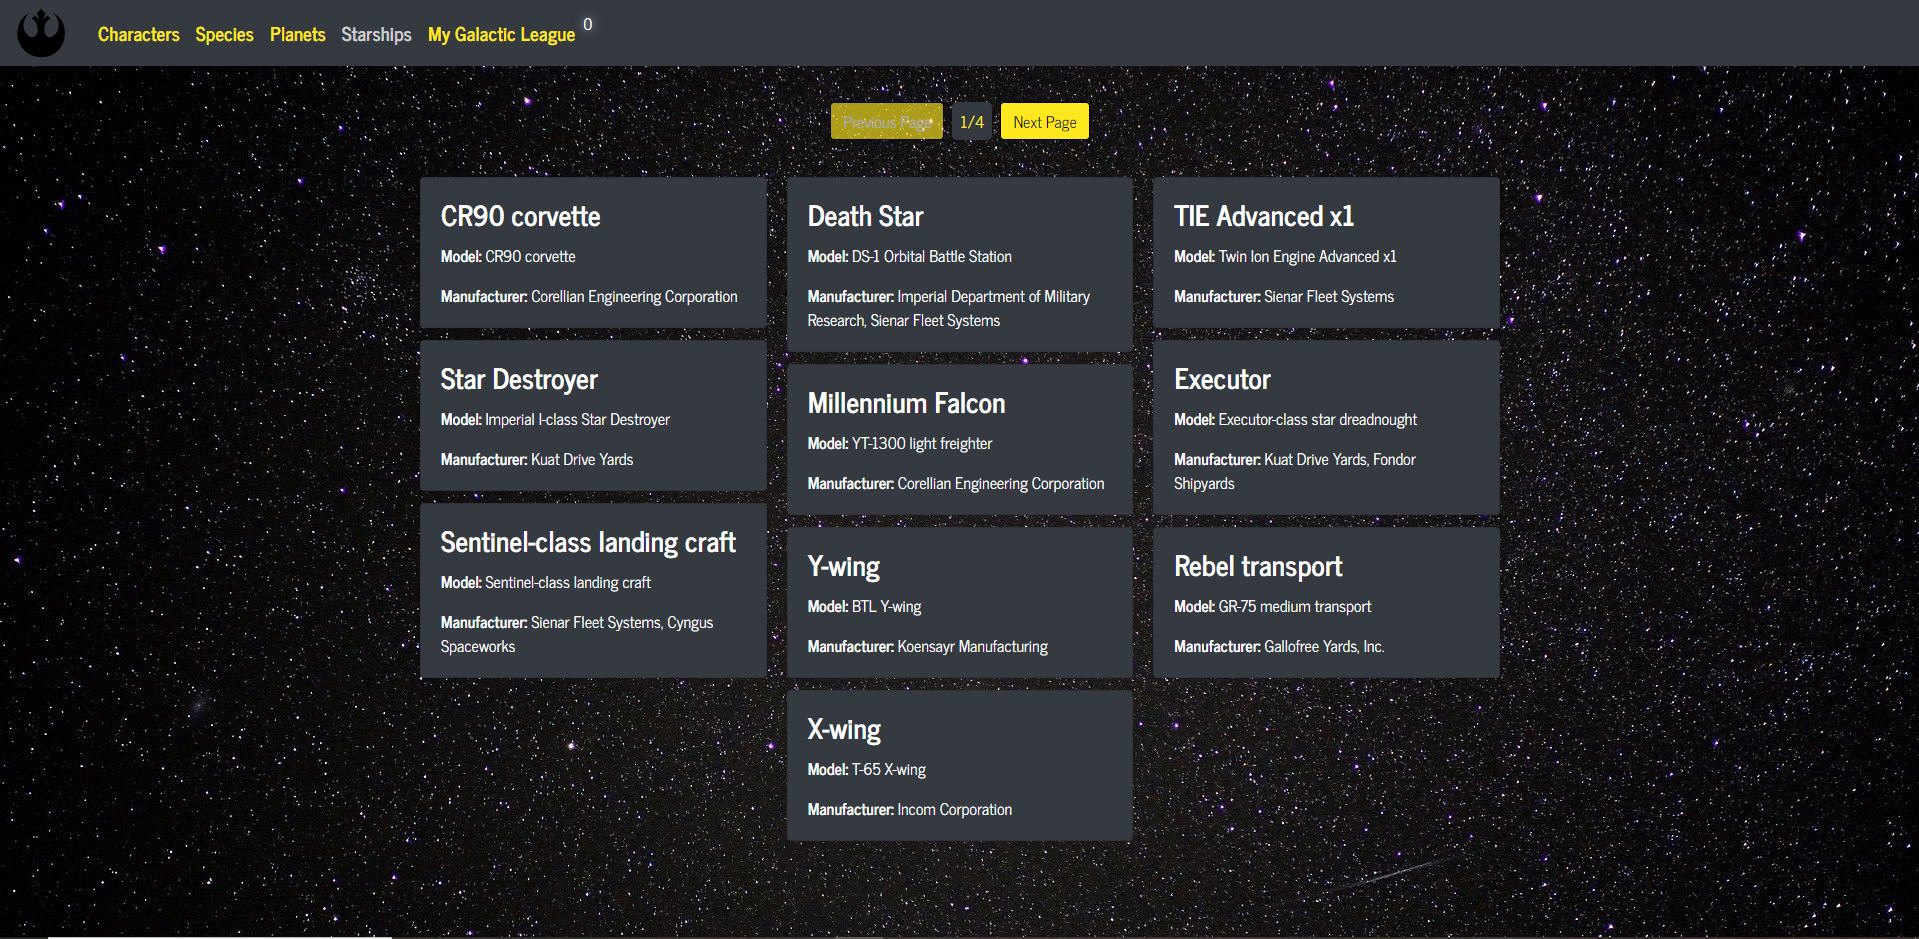 Characters Species Planets Starships My Galactic League 0
Previous Page 1/4 Next Page
CR90 corvette
Model: CR90 corvette
Manufacturer: Corellian Engineering Corporation
Star Destroyer
Model: Imperial I-class Star Destroyer
Manufacturer: Kuat Drive Yards
Sentinel-class landing craft
Model: Sentinel-class landing craft
Manufacturer: Sienar Fleet Systems, Cyngus
Spaceworks
Death Star
Model: DS-1 Orbital Battle Station
Manufacturer: Imperial Department of Military
Research, Sienar Fleet Systems
Millennium Falcon
Model: YT-1300 light freighter
Manufacturer: Corellian Engineering Corporation
Y-wing
Model: BTL Y-wing
Manufacturer: Koensayr Manufacturing
X-wing
Model: T-65 X-wing
Manufacturer: Incom Corporation
TIE Advanced x1
Model: Twin Ion Engine Advanced x1
Manufacturer: Sienar Fleet Systems
Executor
Model: Executor-class star dreadnought
Manufacturer: Kuat Drive Yards, Fondor
Shipyards
Rebel transport
Model: GR-75 medium transport
Manufacturer: Gallofree Yards, Inc.